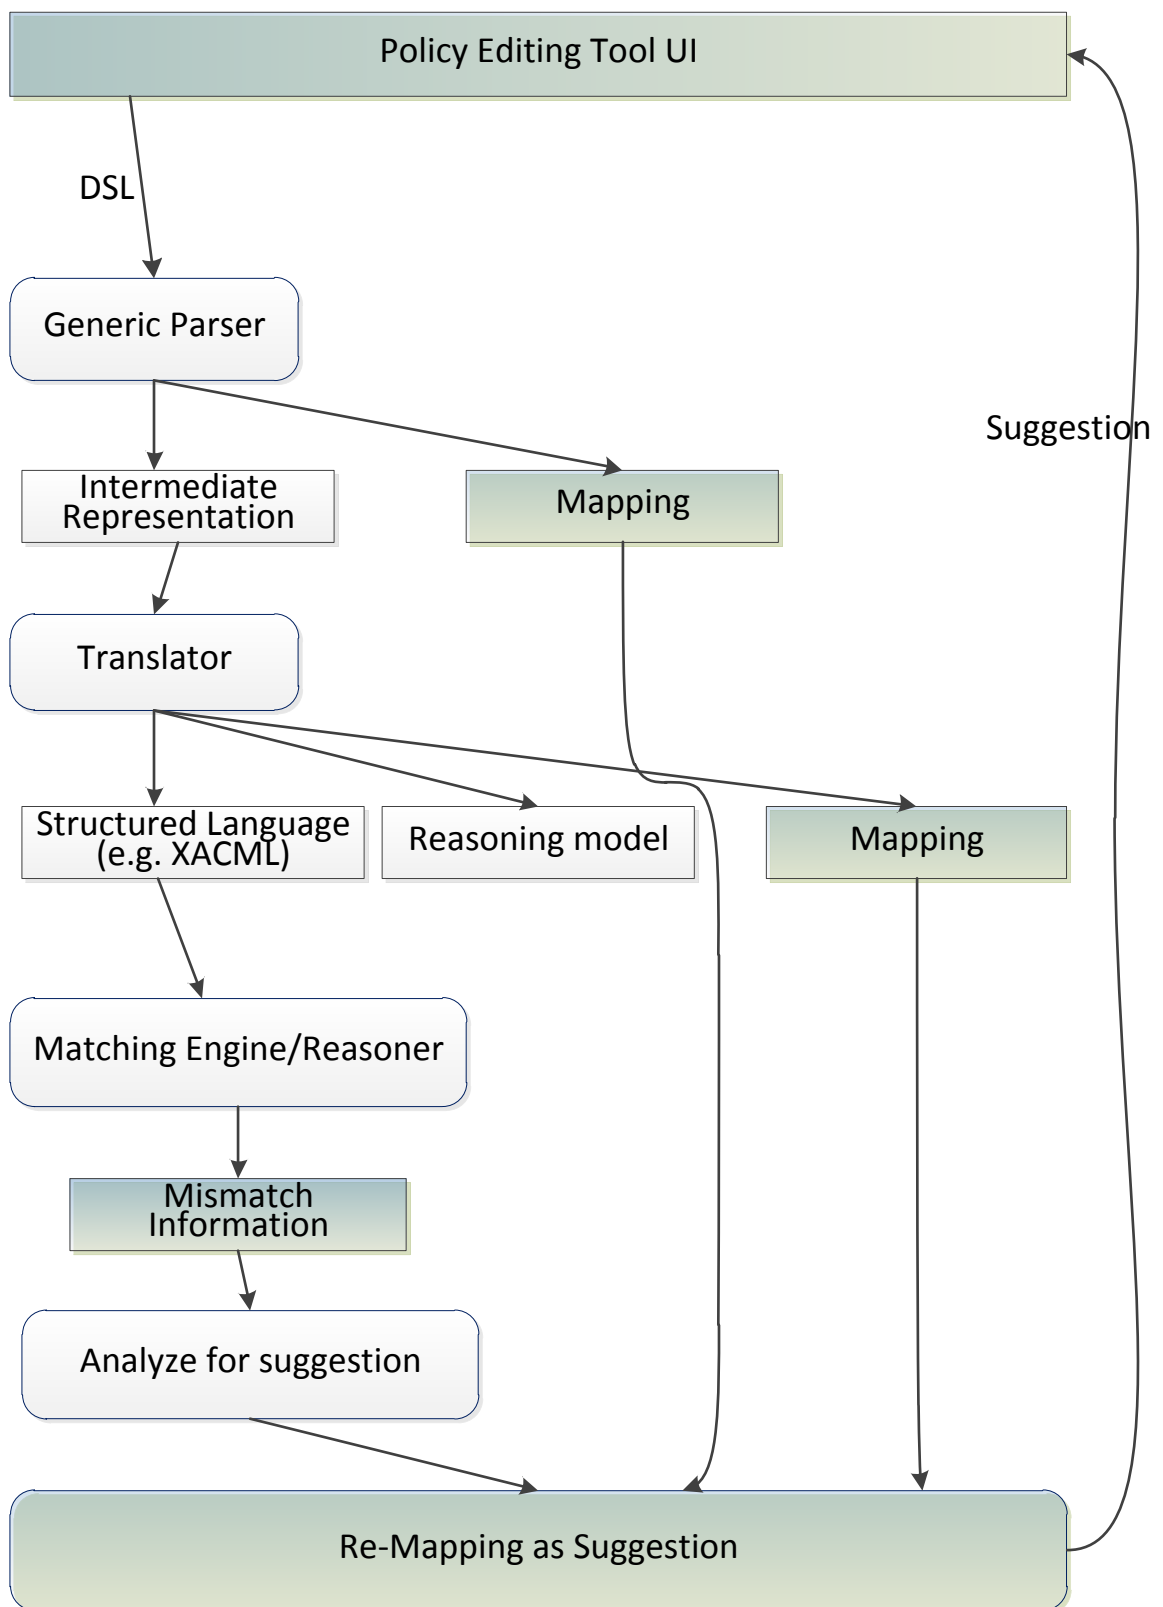 Policy Editing Tool UI
DSL
Generic Parser
Suggestion
Intermediate
Representation
Mapping
Translator
Structured Language
(e.g. XACML)
Reasoning model
Mapping
Matching Engine/Reasoner
Mismatch
Information
Analyze for suggestion
Re-Mapping as Suggestion